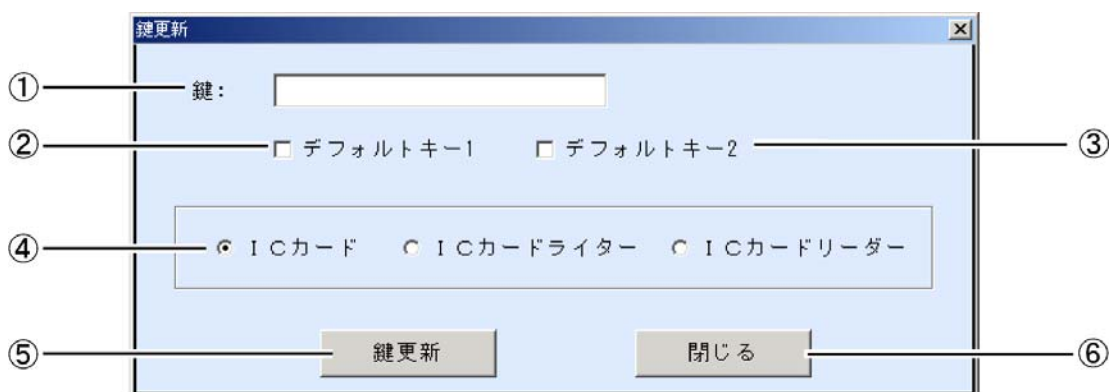 鍵更新
① 鍵:
② デフォルトキー1 デフォルトキー2 ③
④ ICカード ICカードライター ICカードリーダー
⑤ 鍵更新 閉じる ⑥